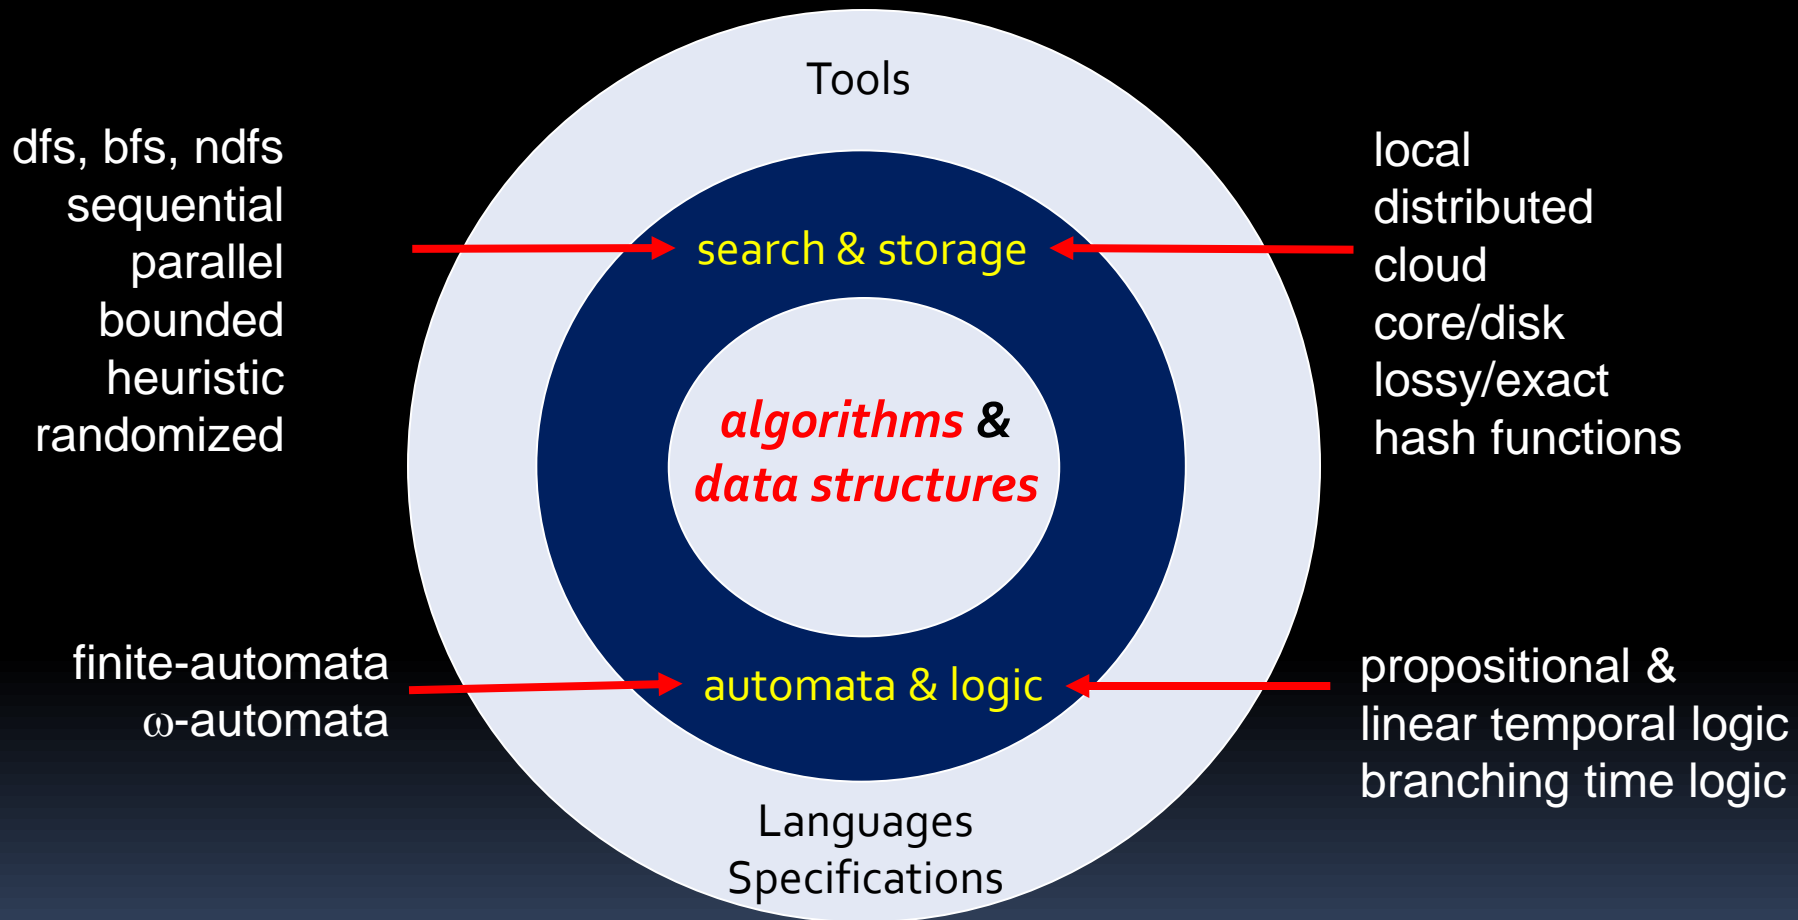 Tools
dfs, bfs, ndfs
sequential
parallel
bounded
heuristic
randomized
search & storage
local
distributed
cloud
core/disk
lossy/exact
hash functions
algorithms &
data structures
finite-automata
ω-automata
automata & logic
propositional &
linear temporal logic
branching time logic
Languages
Specifications